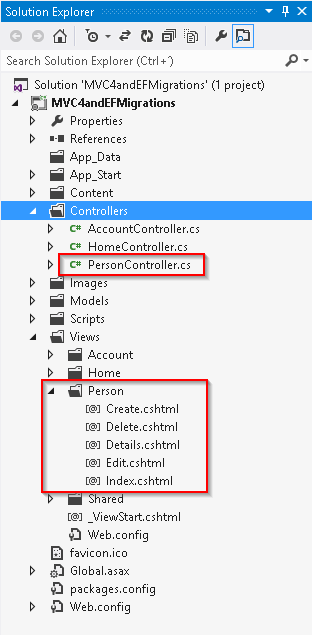 Solution Explorer
Search Solution Explorer (Ctrl+´)
Solution 'MVC4andEFMigrations' (1 project)
MVC4andEFMigrations
Properties
References
App_Data
App_Start
Content
Controllers
C# AccountController.cs
C# HomeController.cs
C# PersonController.cs
Images
Models
Scripts
Views
Account
Home
Person
[@] Create.cshtml
[@] Delete.cshtml
[@] Details.cshtml
[@] Edit.cshtml
[@] Index.cshtml
Shared
[@] _ViewStart.cshtml
Web.config
favicon.ico
Global.asax
packages.config
Web.config